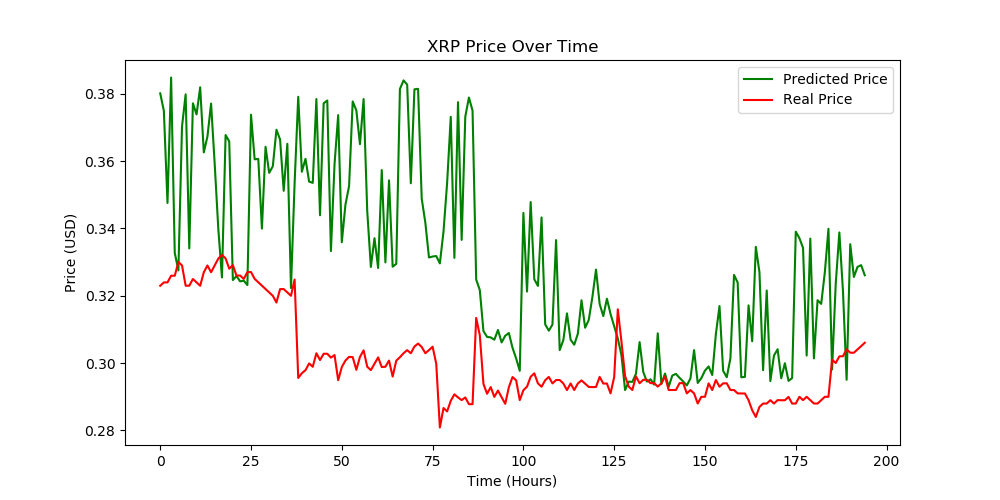 XRP Price Over Time
Predicted Price
Real Price
0.38
0.36
0.34
0.32
0.30
0.28
Price (USD)
0 25 50 75 100 125 150 175 200
Time (Hours)